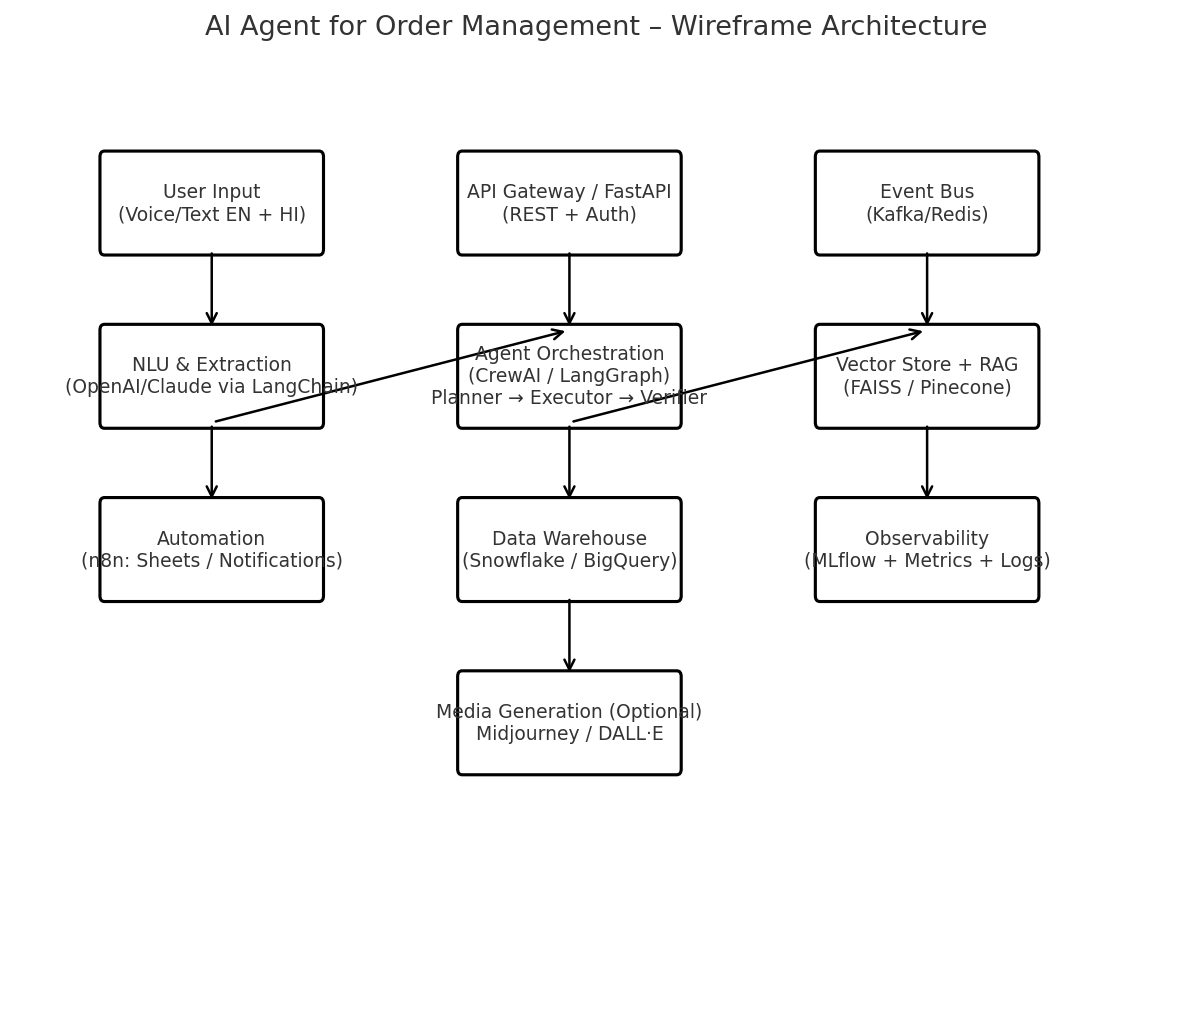 AI Agent for Order Management – Wireframe Architecture
User Input
(Voice/Text EN + HI)
API Gateway / FastAPI
(REST + Auth)
Event Bus
(Kafka/Redis)
NLU & Extraction
(OpenAI/Claude via LangChain)
Agent Orchestration
(CrewAI / LangGraph)
Planner → Executor → Verifier
Vector Store + RAG
(FAISS / Pinecone)
Automation
(n8n: Sheets / Notifications)
Data Warehouse
(Snowflake / BigQuery)
Observability
(MLflow + Metrics + Logs)
Media Generation (Optional)
Midjourney / DALL·E